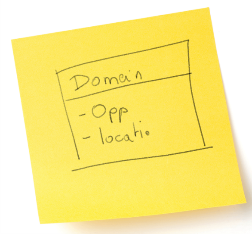 Domain
- Opp
- locatio